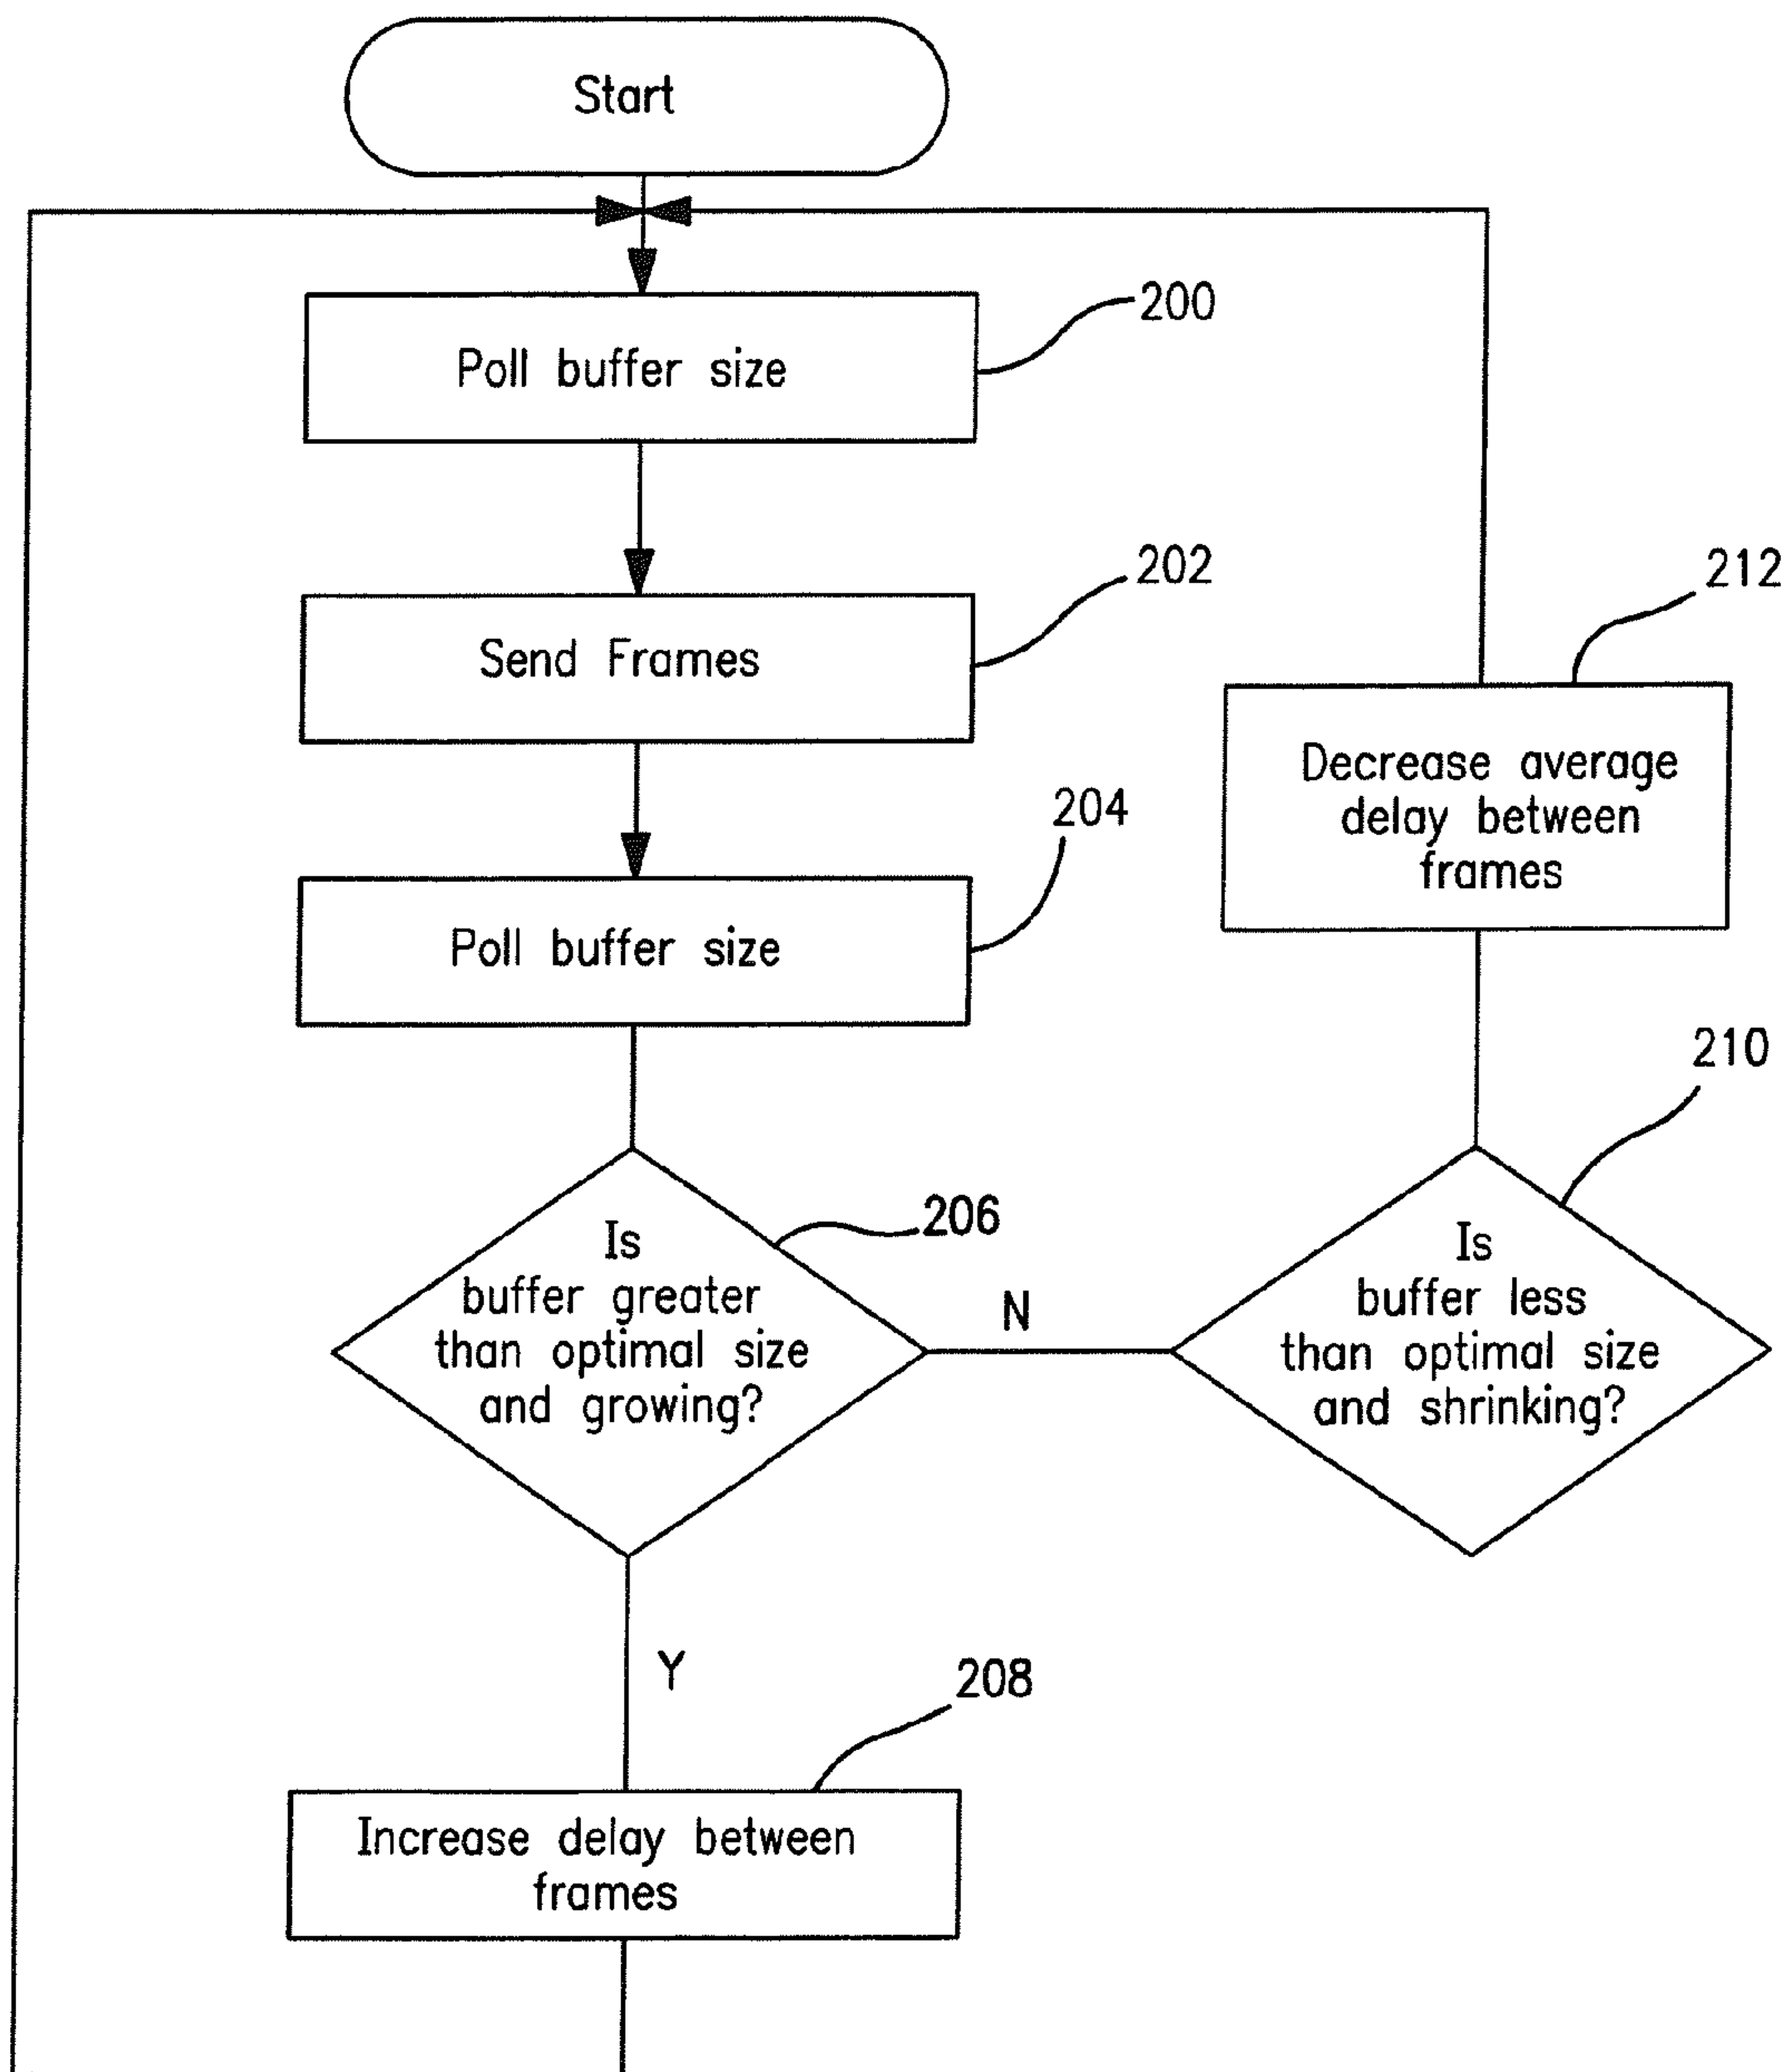 Start
Poll buffer size
200
Send Frames
202
Poll buffer size
204
Is
buffer greater
than optimal size
and growing?
206
N
Y
Increase delay between
frames
208
Is
buffer less
than optimal size
and shrinking?
210
Decrease average
delay between
frames
212